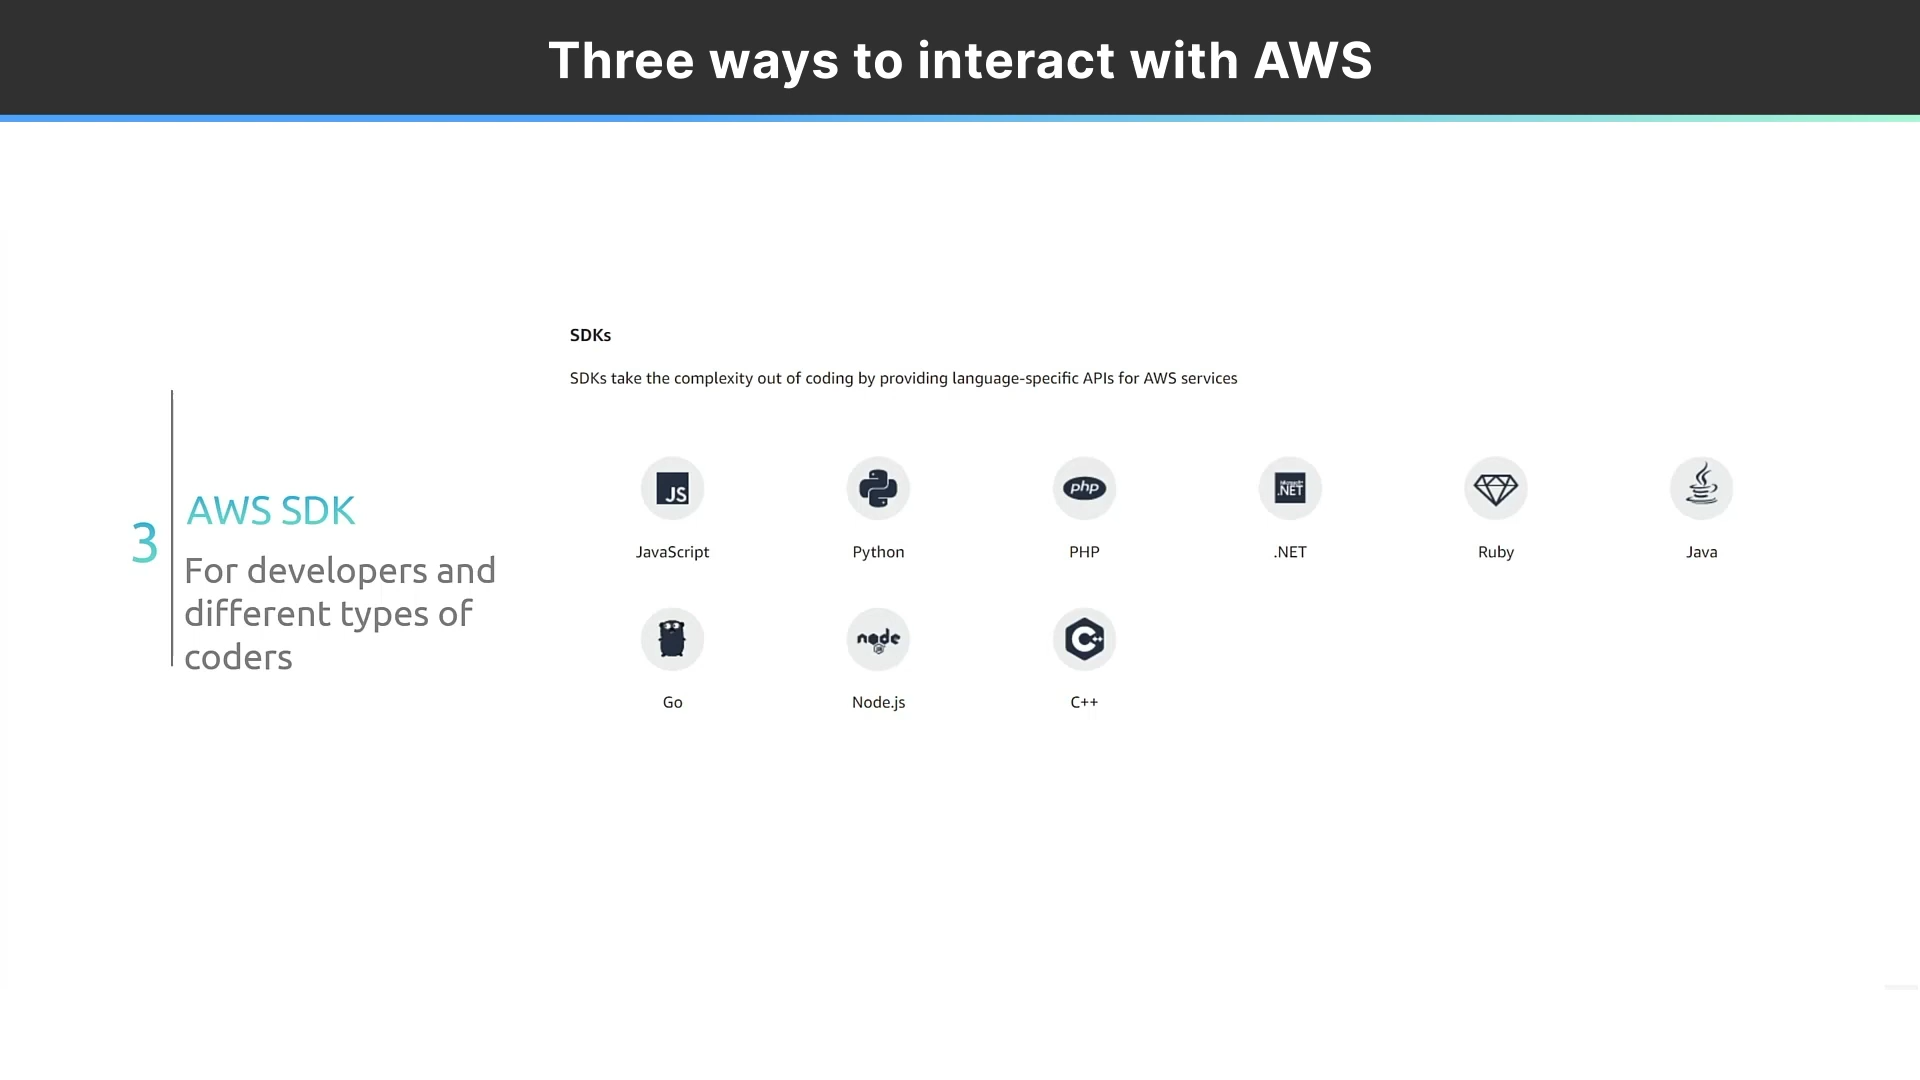 Three ways to interact with AWS
3
AWS SDK
For developers and
different types of
coders
SDKs
SDKs take the complexity out of coding by providing language-specific APIs for AWS services
JS
php
Microsoft
.NET
JavaScript
Python
PHP
.NET
Ruby
Java
node
JS
C++
Go
Node.js
C++